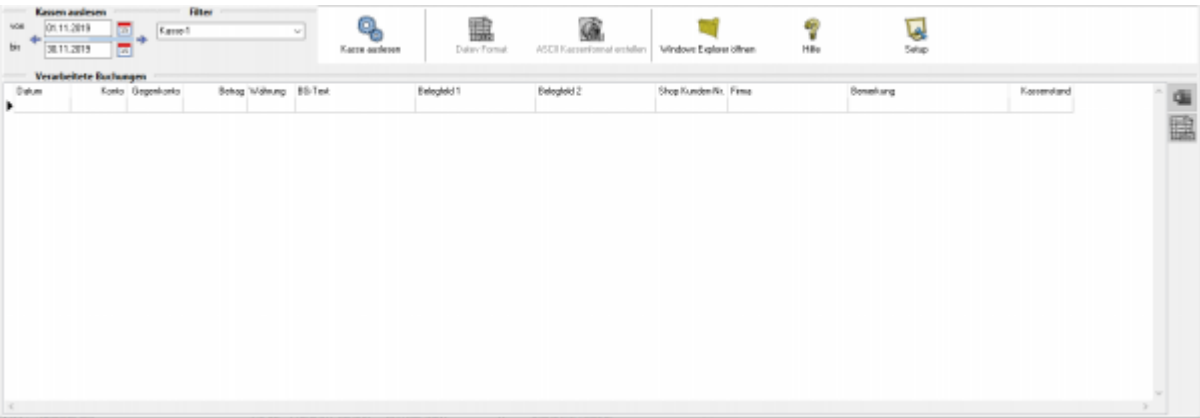 Kassen auslesen Filter
von 01.11.2019 Kasse-1
bis 30.11.2019
Kasse auslesen Datev Format ASCII Kassenformat erstellen Windows Explorer öffnen Hilfe Setup
Verarbeitete Buchungen
Datum Konto Gegenkonto Betrag Währung BS-Text Belegfeld 1 Belegfeld 2 Shop Kunden-Nr. Firma Bemerkung Kassenstand